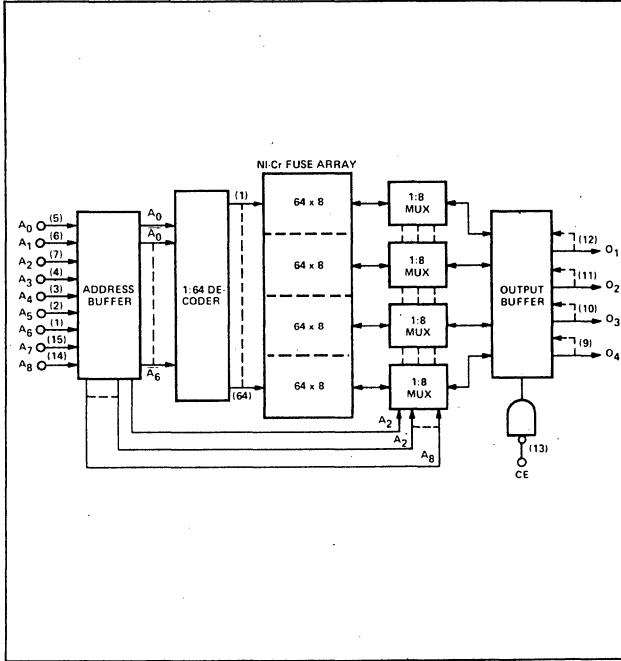 NI-Cr FUSE ARRAY
A0 (5)
A1 (6)
A2 (7)
A3 (4)
A4 (3)
A5 (2)
A6 (1)
A7 (15)
A8 (14)
ADDRESS
BUFFER
A0
A̅0
A̅6
1:64 DE-
CODER
(1)
(64)
64 x 8
64 x 8
64 x 8
64 x 8
1:8
MUX
1:8
MUX
1:8
MUX
1:8
MUX
A2
A̅2
A8
OUTPUT
BUFFER
(12) O1
(11) O2
(10) O3
(9) O4
(13)
CE